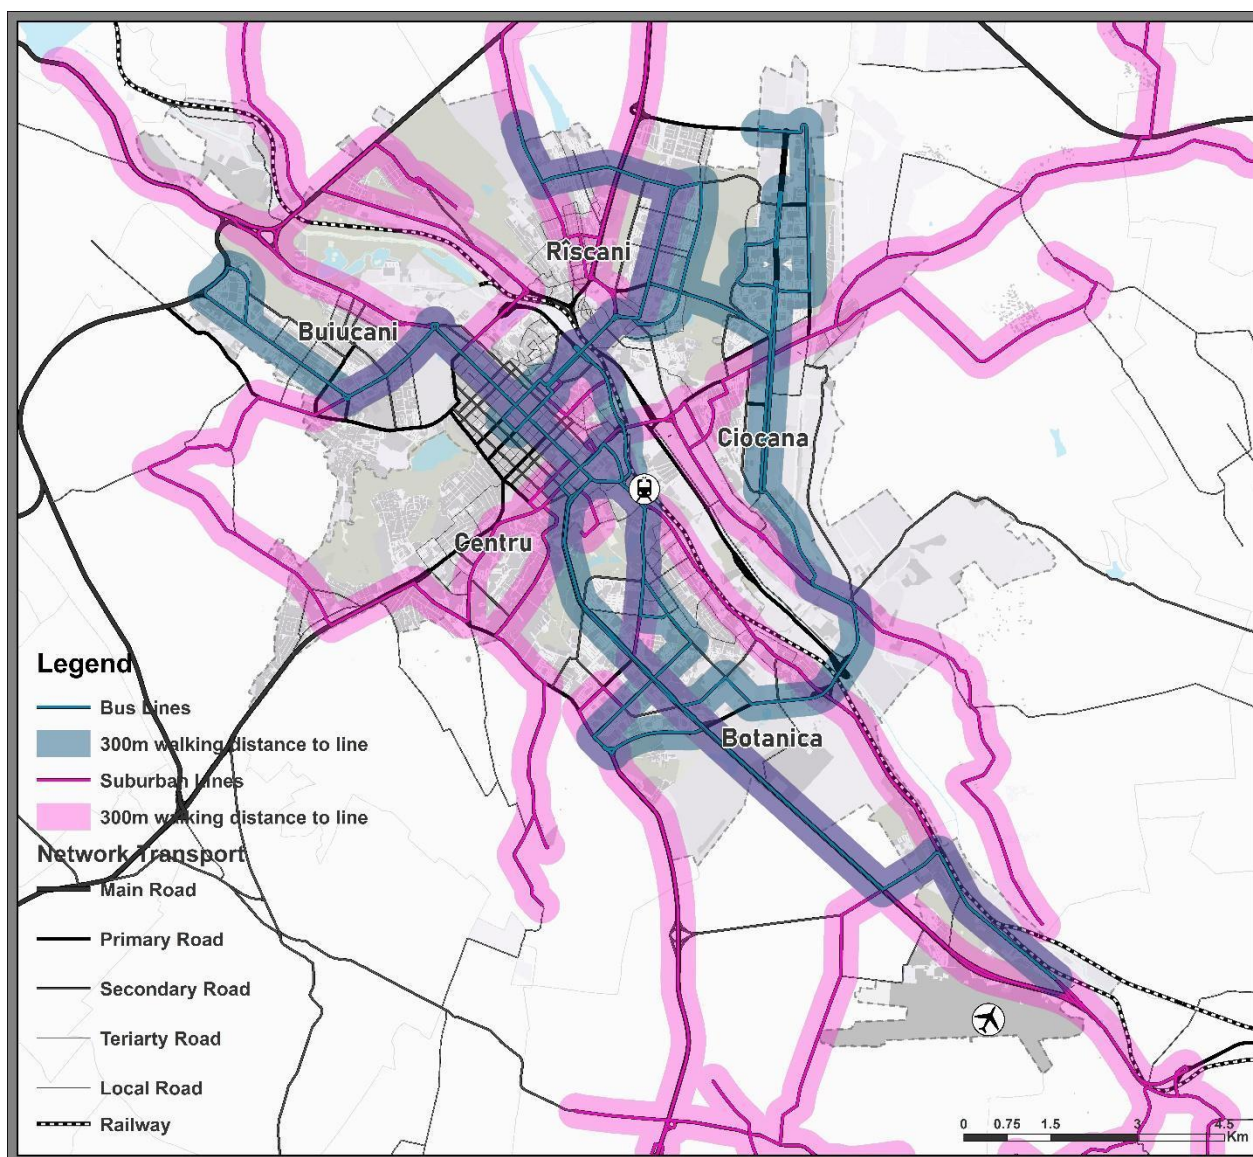 Rîscani
Buiucani
Ciocana
Centru
Botanica
Legend
Bus Lines
300m walking distance to line
Suburban Lines
300m walking distance to line
Network Transport
Main Road
Primary Road
Secondary Road
Teriarty Road
Local Road
Railway
0 0.75 1.5 3 4.5
Km